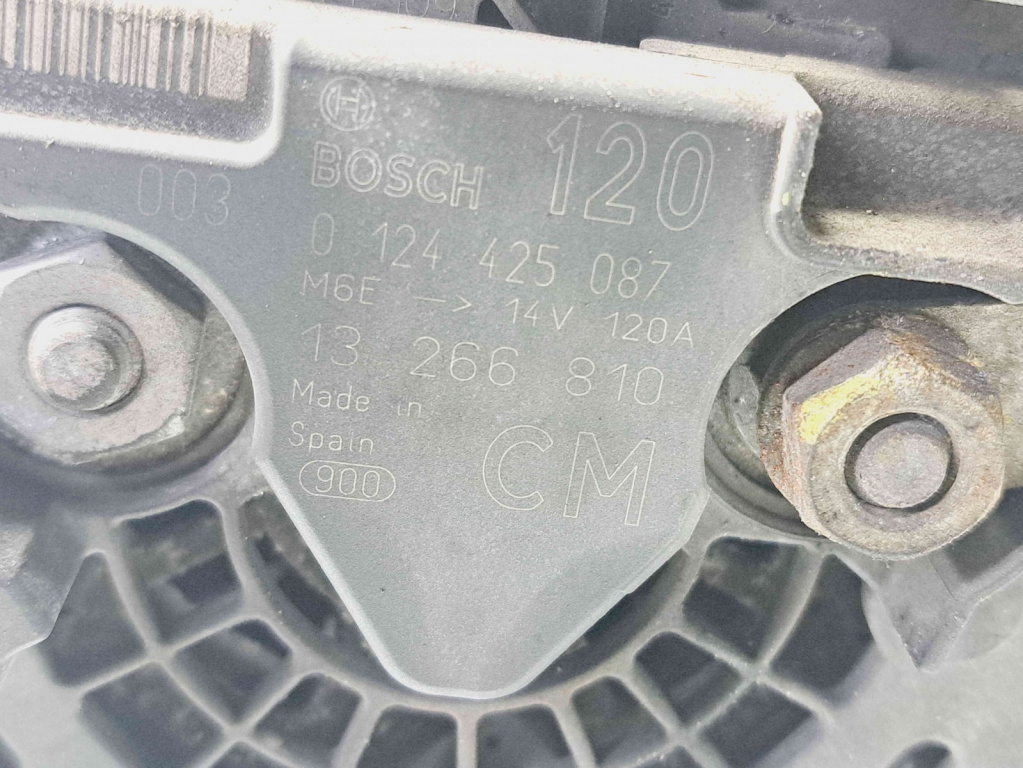 BOSCH 120
003
0 124 425 087
M6E —> 14V 120A
13 266 810
Made in
Spain
CM
900